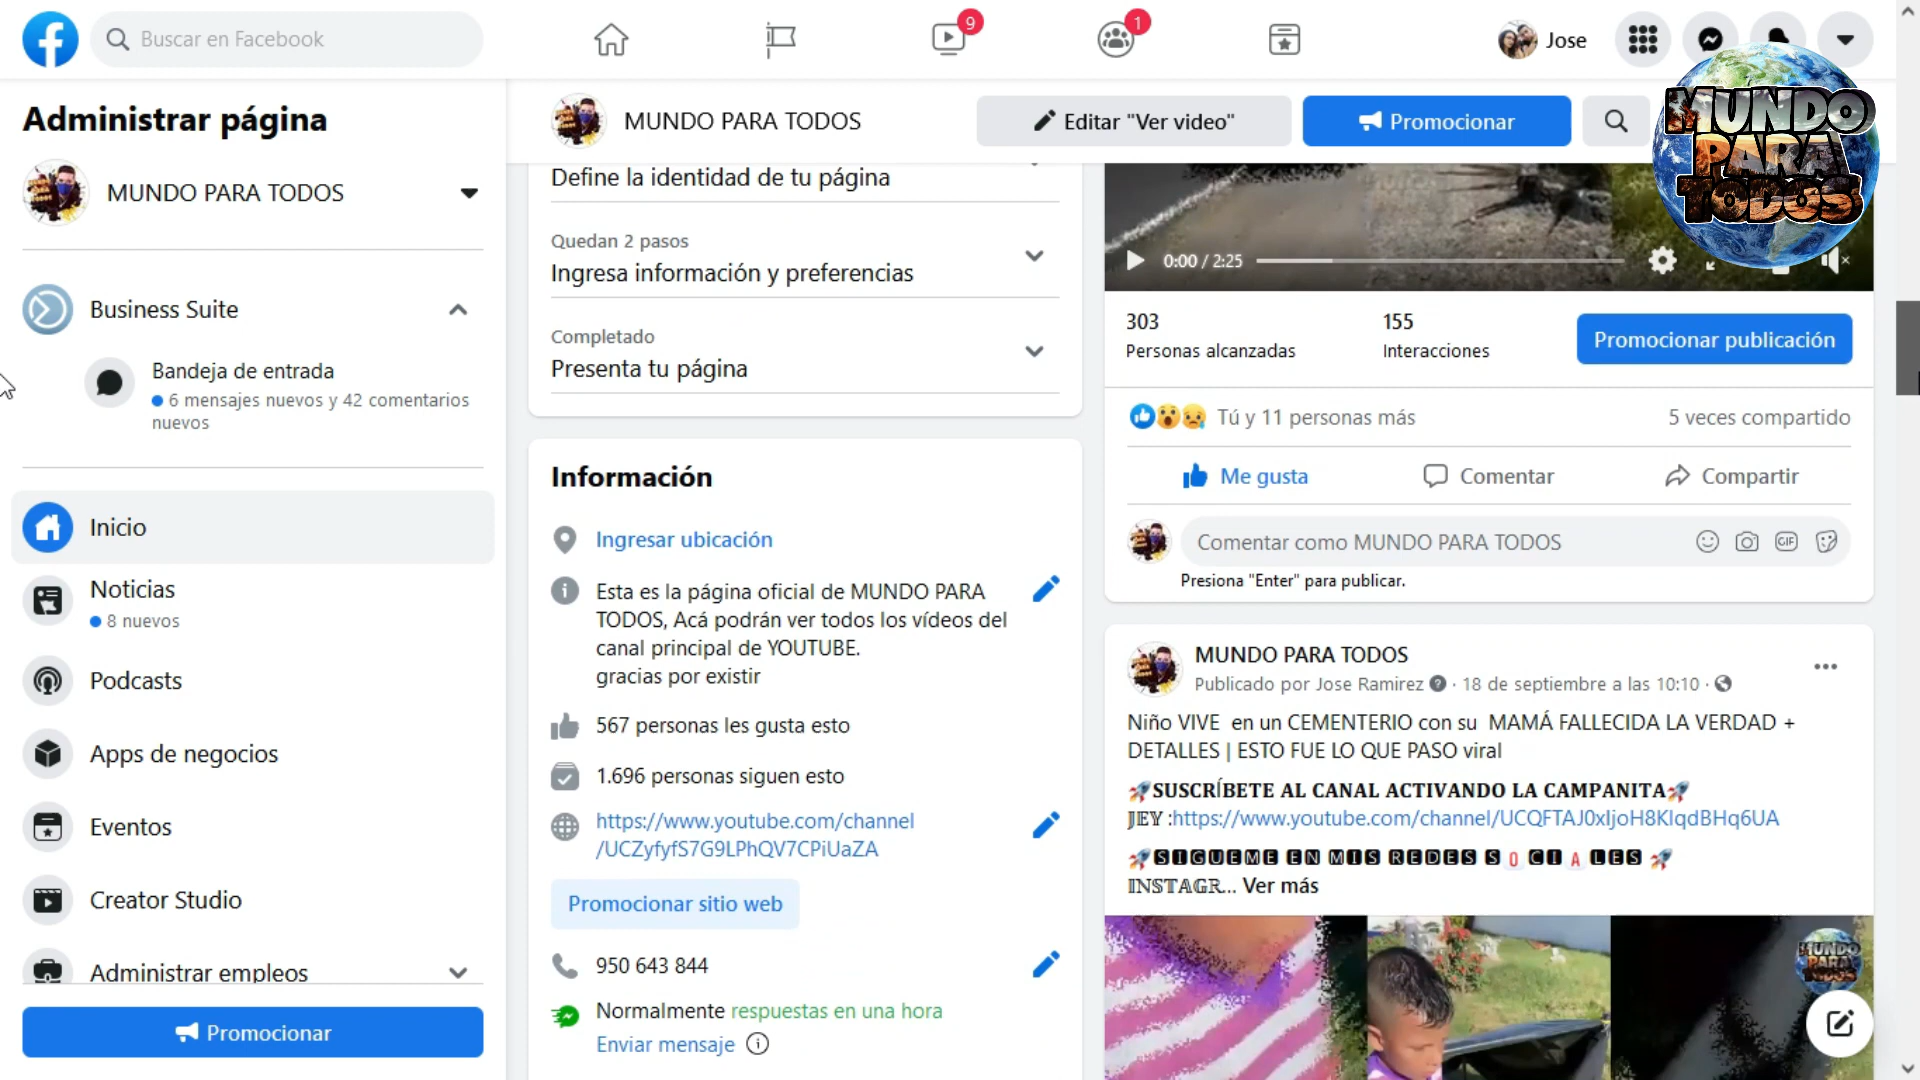 Buscar en Facebook
9
1
Jose
Administrar página
MUNDO PARA TODOS
Business Suite
Bandeja de entrada
6 mensajes nuevos y 42 comentarios
nuevos
Inicio
Noticias
8 nuevos
Podcasts
Apps de negocios
Eventos
Creator Studio
Administrar empleos
Promocionar
MUNDO PARA TODOS
Editar "Ver video"
Promocionar
MUNDO
PARA
TODOS
Define la identidad de tu página
Quedan 2 pasos
Ingresa información y preferencias
Completado
Presenta tu página
Información
Ingresar ubicación
Esta es la página oficial de MUNDO PARA
TODOS, Acá podrán ver todos los vídeos del
canal principal de YOUTUBE.
gracias por existir
567 personas les gusta esto
1.696 personas siguen esto
https://www.youtube.com/channel
/UCZyfyfS7G9LPhQV7CPiUaZA
Promocionar sitio web
950 643 844
Normalmente respuestas en una hora
Enviar mensaje
0:00 / 2:25
303
Personas alcanzadas
155
Interacciones
Promocionar publicación
Tú y 11 personas más
5 veces compartido
Me gusta
Comentar
Compartir
Comentar como MUNDO PARA TODOS
GIF
Presiona "Enter" para publicar.
MUNDO PARA TODOS
Publicado por Jose Ramirez · 18 de septiembre a las 10:10 ·
Niño VIVE en un CEMENTERIO con su MAMÁ FALLECIDA LA VERDAD +
DETALLES | ESTO FUE LO QUE PASO viral
🚀𝐒𝐔𝐒𝐂𝐑Í𝐁𝐄𝐓𝐄 𝐀𝐋 𝐂𝐀𝐍𝐀𝐋 𝐀𝐂𝐓𝐈𝐕𝐀𝐍𝐃𝐎 𝐋𝐀 𝐂𝐀𝐌𝐏𝐀𝐍𝐈𝐓𝐀🚀
𝕁𝔼𝕐 :https://www.youtube.com/channel/UCQFTAJ0xIjoH8KIqdBHq6UA
🚀🆂🅸🅶🆄🅴🅼🅴 🅴🅽 🅼🅸🆂 🆁🅴🅳🅴🆂 🆂 🅾 🅲🅸 🅰 🅻🅴🆂 🚀
𝕀ℕ𝕊𝕋𝔸𝔾ℝ... Ver más
MUNDO
PARA
TODOS